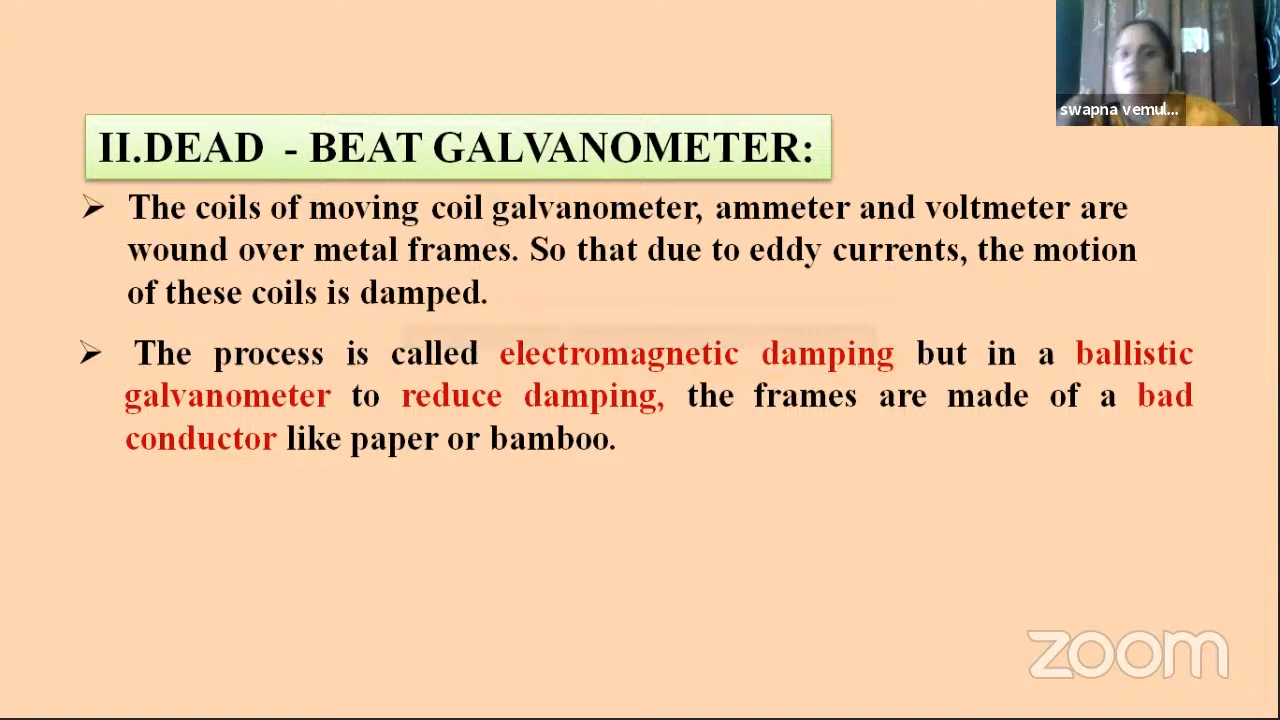 swapna vemul...
II.DEAD - BEAT GALVANOMETER:
➢ The coils of moving coil galvanometer, ammeter and voltmeter are
wound over metal frames. So that due to eddy currents, the motion
of these coils is damped.
➢ The process is called electromagnetic damping but in a ballistic
galvanometer to reduce damping, the frames are made of a bad
conductor like paper or bamboo.
zoom